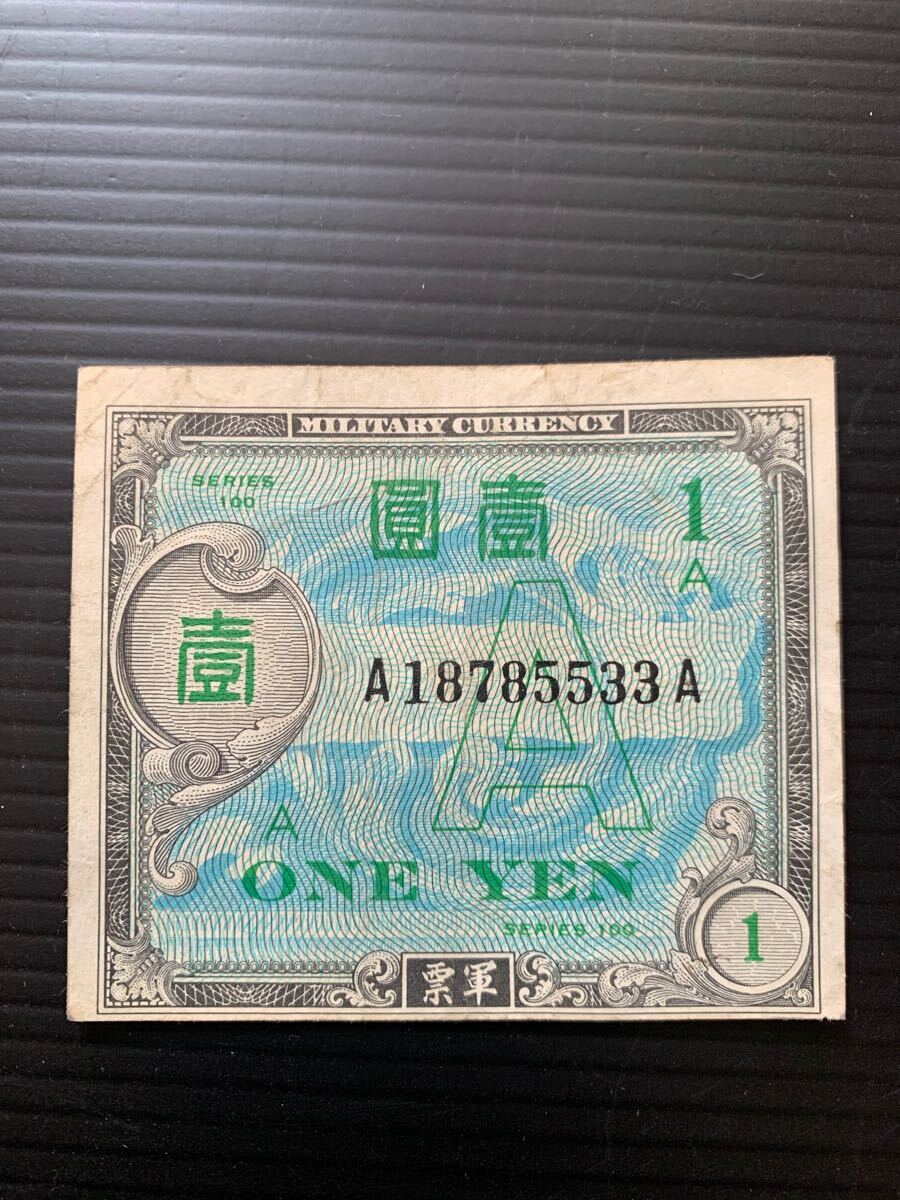 MILITARY CURRENCY
SERIES
100
圓 壹
1
A
壹
A
A18785533A
A
ONE YEN
SERIES 100
票軍
1